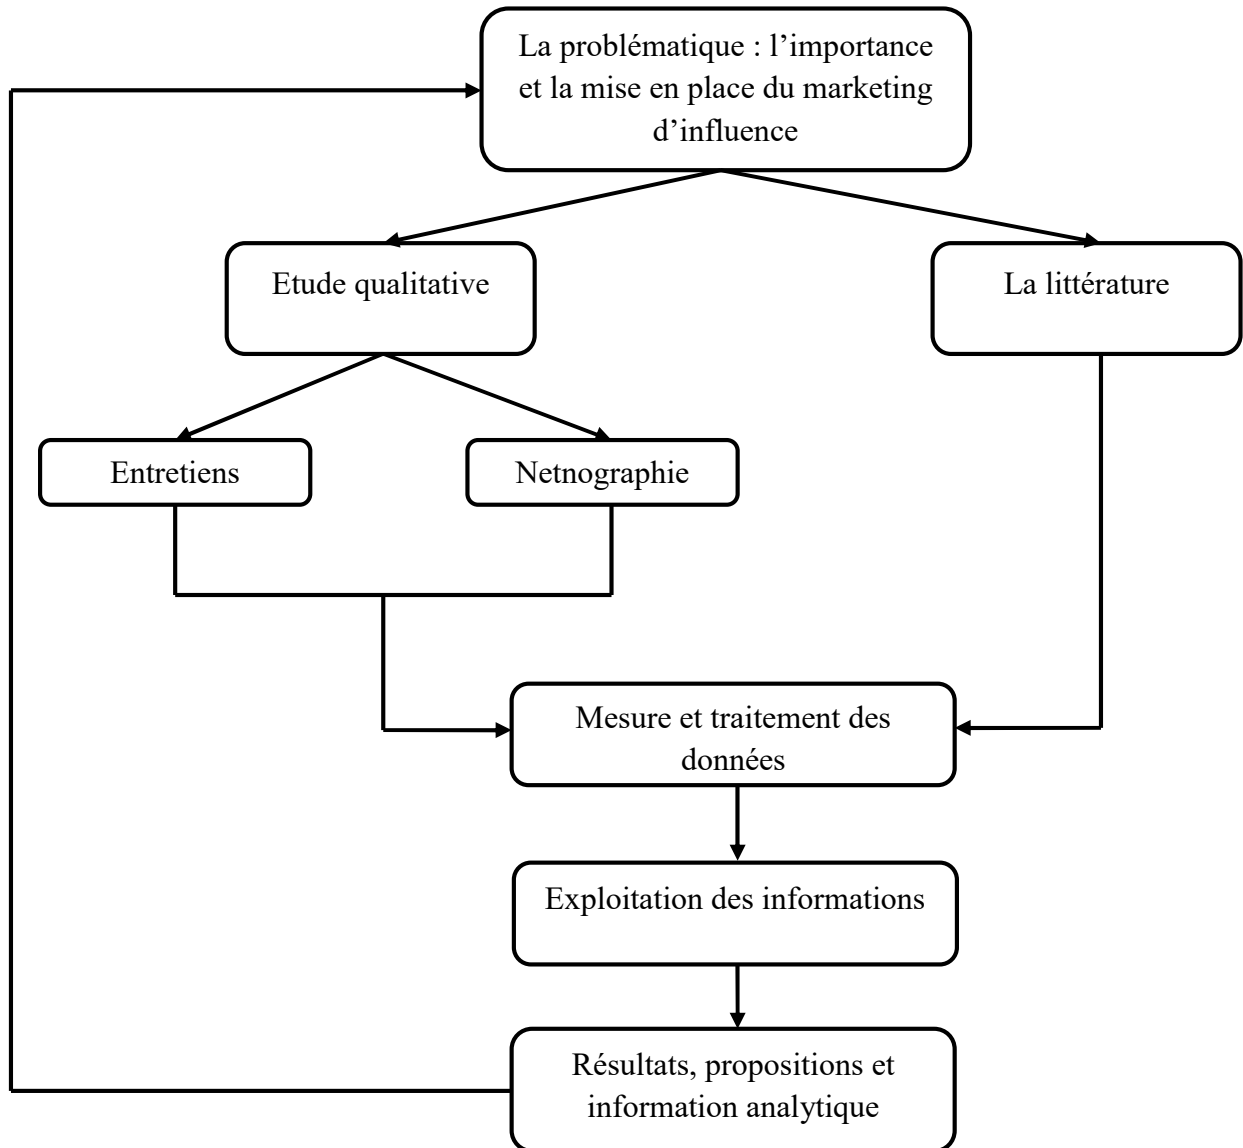 La problématique : l’importance
et la mise en place du marketing
d’influence
Etude qualitative
La littérature
Entretiens
Netnographie
Mesure et traitement des
données
Exploitation des informations
Résultats, propositions et
information analytique